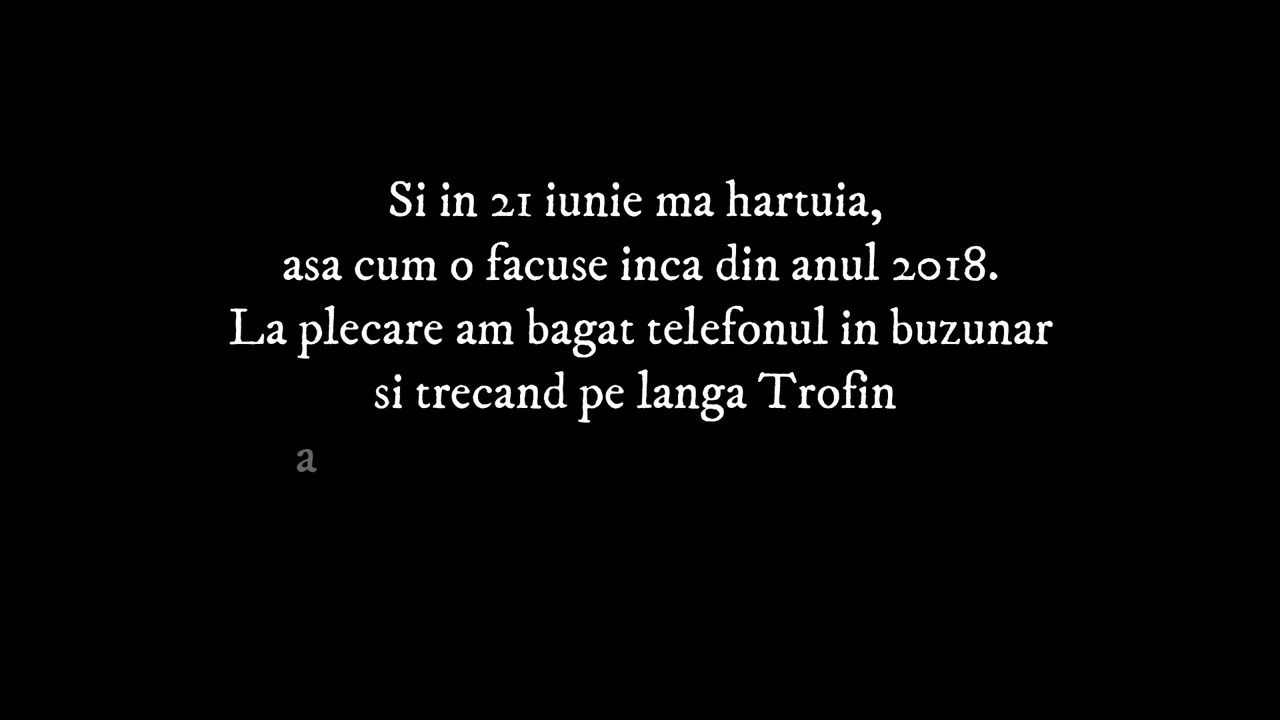 Si in 21 iunie ma hartuia,
asa cum o facuse inca din anul 2018.
La plecare am bagat telefonul in buzunar
si trecand pe langa Trofin
a